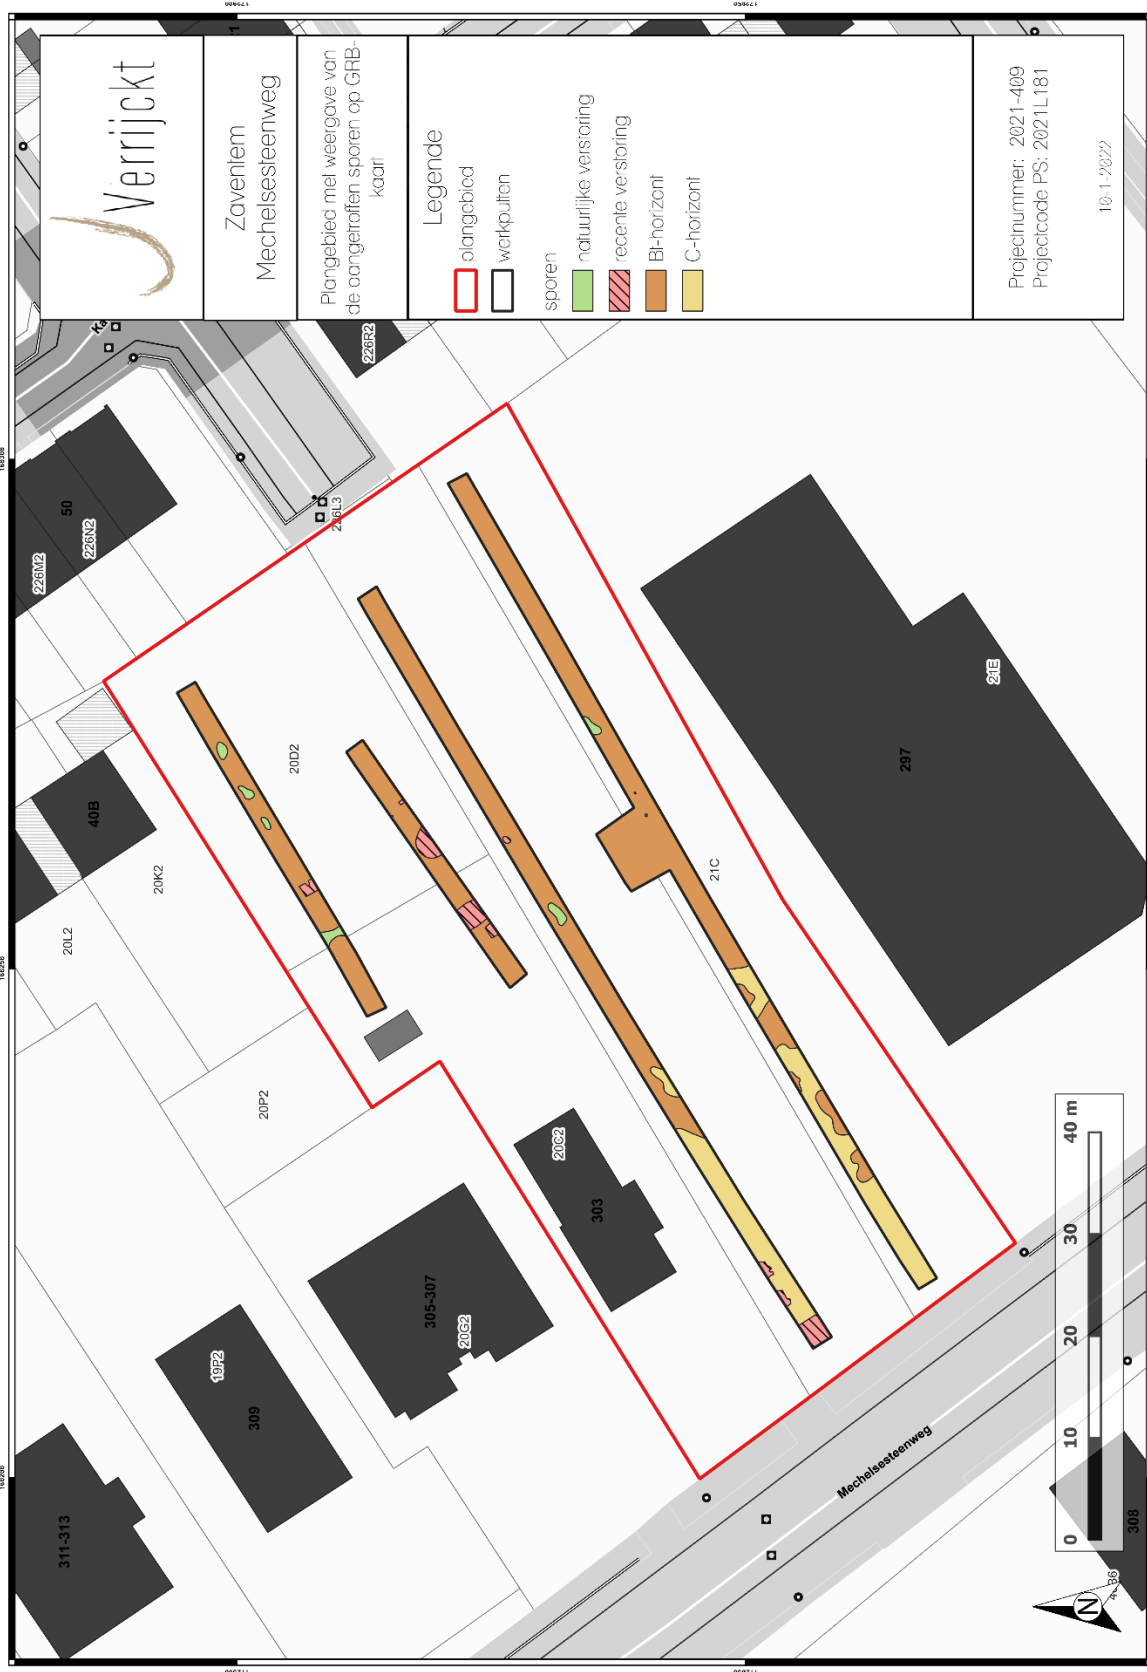 Verrijckt
Zaventem
Mechelsesteenweg
Plangebied met weergave van
de aangetroffen sporen op GRB-
kaart
Legende
plangebied
werkputten
sporen
natuurlijke verstoring
recente verstoring
Bt-horizont
C-horizont
Projectnummer: 2021-409
Projectcode PS: 2021L181
10-1-2022
226R2
50
226N2
226M2
226L3
40B
20K2
20L2
20D2
20P2
21E
297
21C
20C2
303
305-307
20G2
19P2
309
311-313
Mechelsesteenweg
308
0 10 20 30 40 m
N
168300
168250
168200